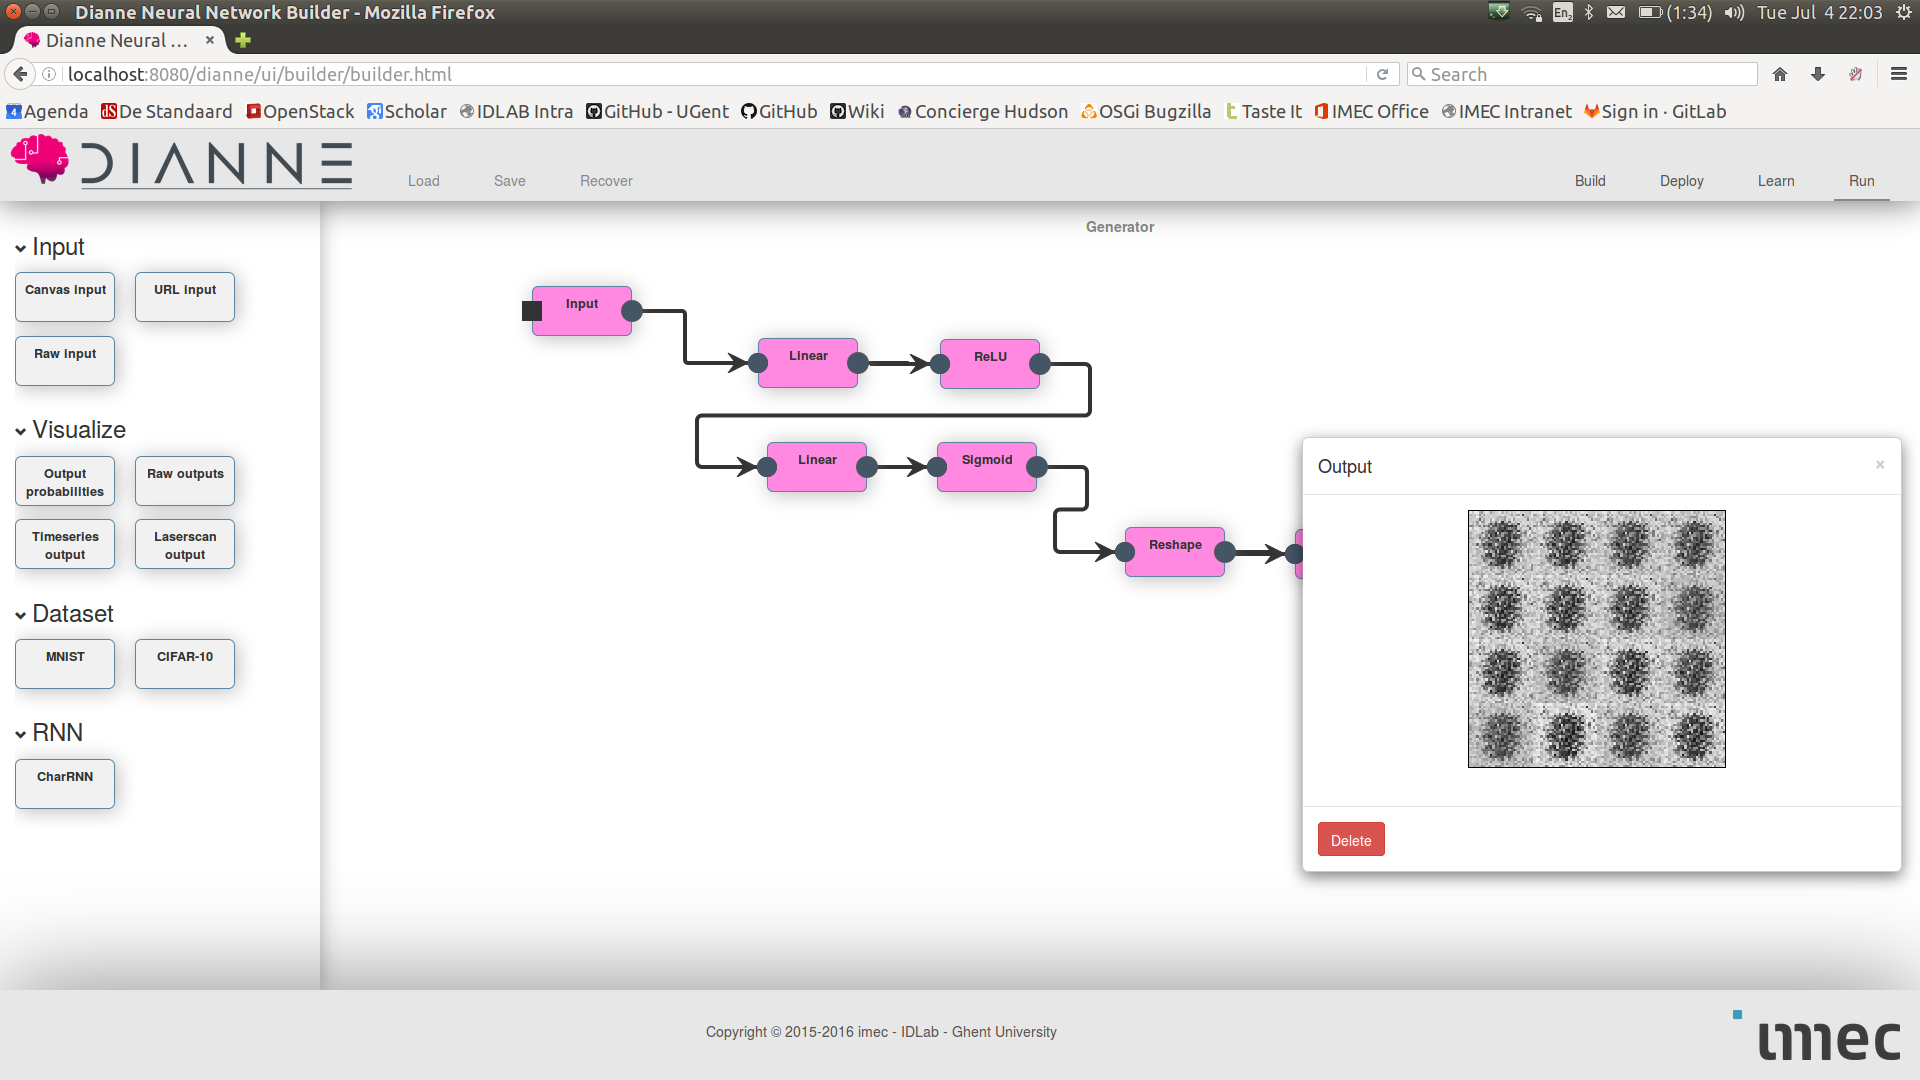 Dianne Neural Network Builder - Mozilla Firefox
En2 (1:34) Tue Jul 4 22:03
Dianne Neural ... ×
localhost:8080/dianne/ui/builder/builder.html
Search
4 Agenda dS De Standaard OpenStack g Scholar IDLAB Intra GitHub - UGent GitHub Wiki Concierge Hudson OSGi Bugzilla t Taste It IMEC Office IMEC Intranet Sign in · GitLab
DIANNE
Load Save Recover
Build Deploy Learn Run
Generator
Input
Canvas input
URL input
Raw input
Visualize
Output probabilities
Raw outputs
Timeseries output
Laserscan output
Dataset
MNIST
CIFAR-10
RNN
CharRNN
Input
Linear
ReLU
Linear
Sigmoid
Reshape
Output ×
Delete
Copyright © 2015-2016 imec - IDLab - Ghent University
imec